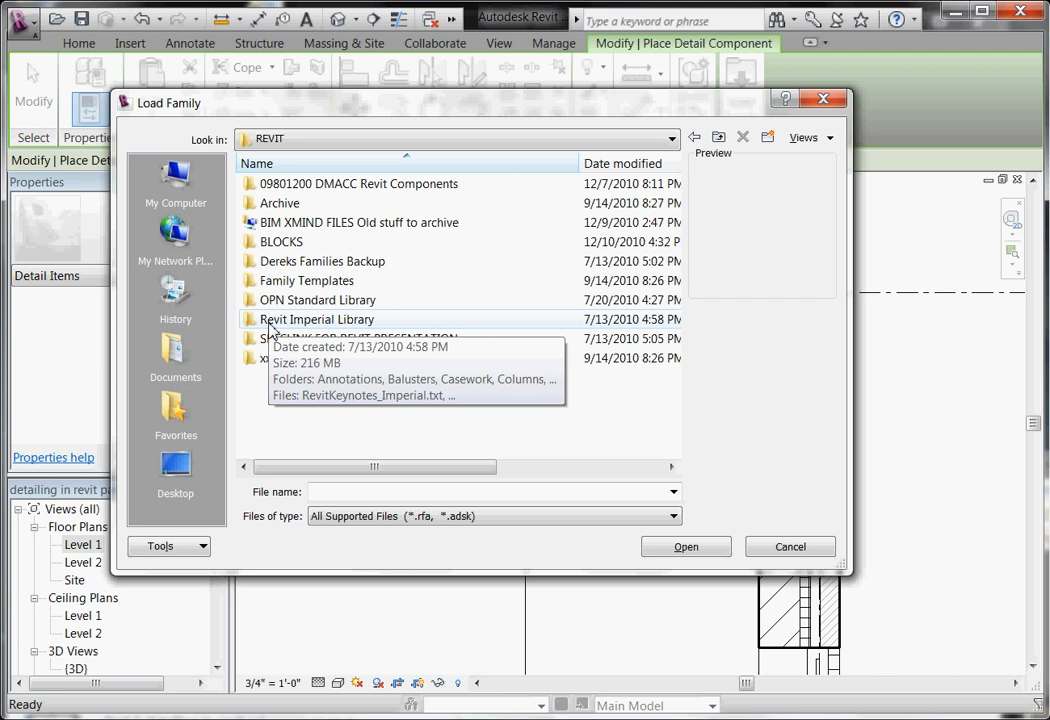 Autodesk Revit ...
Type a keyword or phrase
Home Insert Annotate Structure Massing & Site Collaborate View Manage Modify | Place Detail Component
Modify
Cope
Select
Properti
Load Family
Modify | Place Det
Look in: REVIT Views
Preview
Name Date modified
09801200 DMACC Revit Components 12/7/2010 8:11 PM
Archive 9/14/2010 8:27 PM
BIM XMIND FILES Old stuff to archive 12/9/2010 2:47 PM
BLOCKS 12/10/2010 4:32 P
Dereks Families Backup 7/13/2010 5:02 PM
Family Templates 9/14/2010 8:26 PM
OPN Standard Library 7/20/2010 4:27 PM
Revit Imperial Library 7/13/2010 4:58 PM
7/13/2010 5:05 PM
9/14/2010 8:26 PM
Date created: 7/13/2010 4:58 PM
Size: 216 MB
Folders: Annotations, Balusters, Casework, Columns, ...
Files: RevitKeynotes_Imperial.txt, ...
My Computer
My Network Pl...
History
Documents
Favorites
Desktop
File name:
Files of type: All Supported Files (*.rfa, *.adsk)
Tools
Open
Cancel
Properties
Detail Items
Properties help
detailing in revit pa
Views (all)
Floor Plans
Level 1
Level 2
Site
Ceiling Plans
Level 1
Level 2
3D Views
{3D}
3/4" = 1'-0"
Ready
Main Model